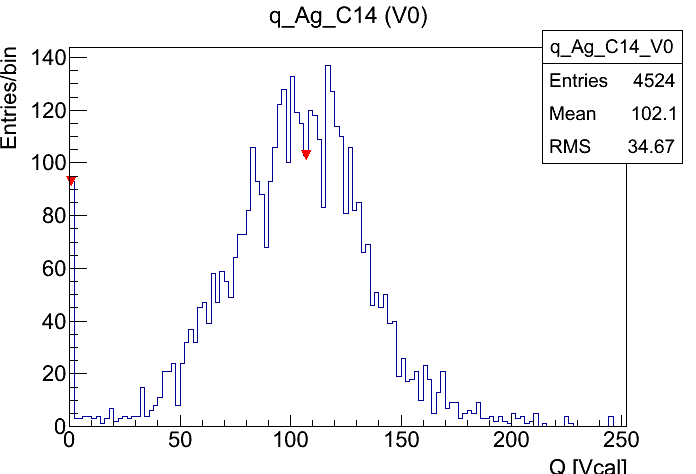 q_Ag_C14 (V0)
q_Ag_C14_V0
Entries 4524
Mean 102.1
RMS 34.67
Entries/bin
140
120
100
80
60
40
20
0
0 50 100 150 200 250
Q [Vcal]